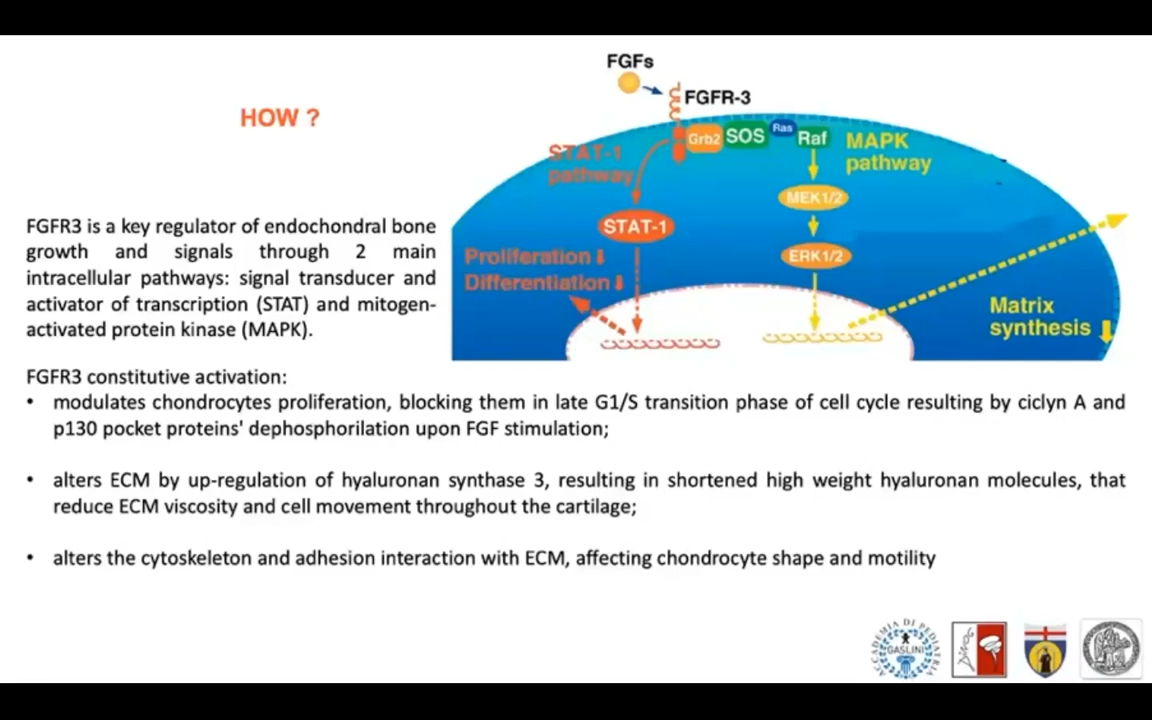 HOW ?
FGFs
FGFR-3
Grb2 SOS Ras Raf
MAPK
pathway
STAT-1
pathway
MEK1/2
STAT-1
ERK1/2
Proliferation
Differentiation
Matrix
synthesis
FGFR3 is a key regulator of endochondral bone
growth and signals through 2 main
intracellular pathways: signal transducer and
activator of transcription (STAT) and mitogen-
activated protein kinase (MAPK).
FGFR3 constitutive activation:
• modulates chondrocytes proliferation, blocking them in late G1/S transition phase of cell cycle resulting by ciclyn A and
p130 pocket proteins' dephosphorilation upon FGF stimulation;
• alters ECM by up-regulation of hyaluronan synthase 3, resulting in shortened high weight hyaluronan molecules, that
reduce ECM viscosity and cell movement throughout the cartilage;
• alters the cytoskeleton and adhesion interaction with ECM, affecting chondrocyte shape and motility
ACCADEMIA DI PEDIATRIA
GASLINI